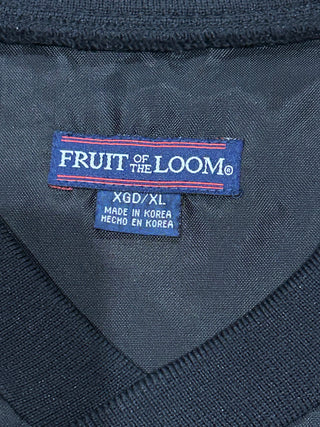 FRUIT OF THE LOOM®
XGD/XL
MADE IN KOREA
HECHO EN KOREA